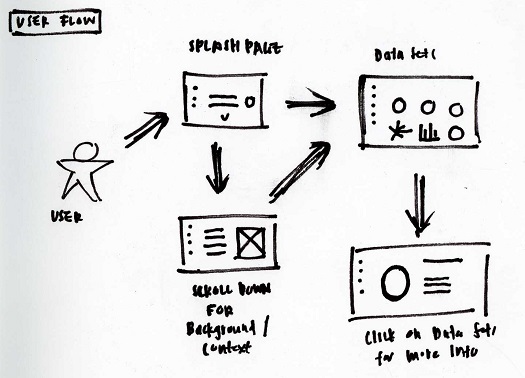 USER FLOW
SPLASH PAGE
Data Sets
USER
SCROLL DOWN
FOR
Background /
Context
Click on Data Sets
for more info